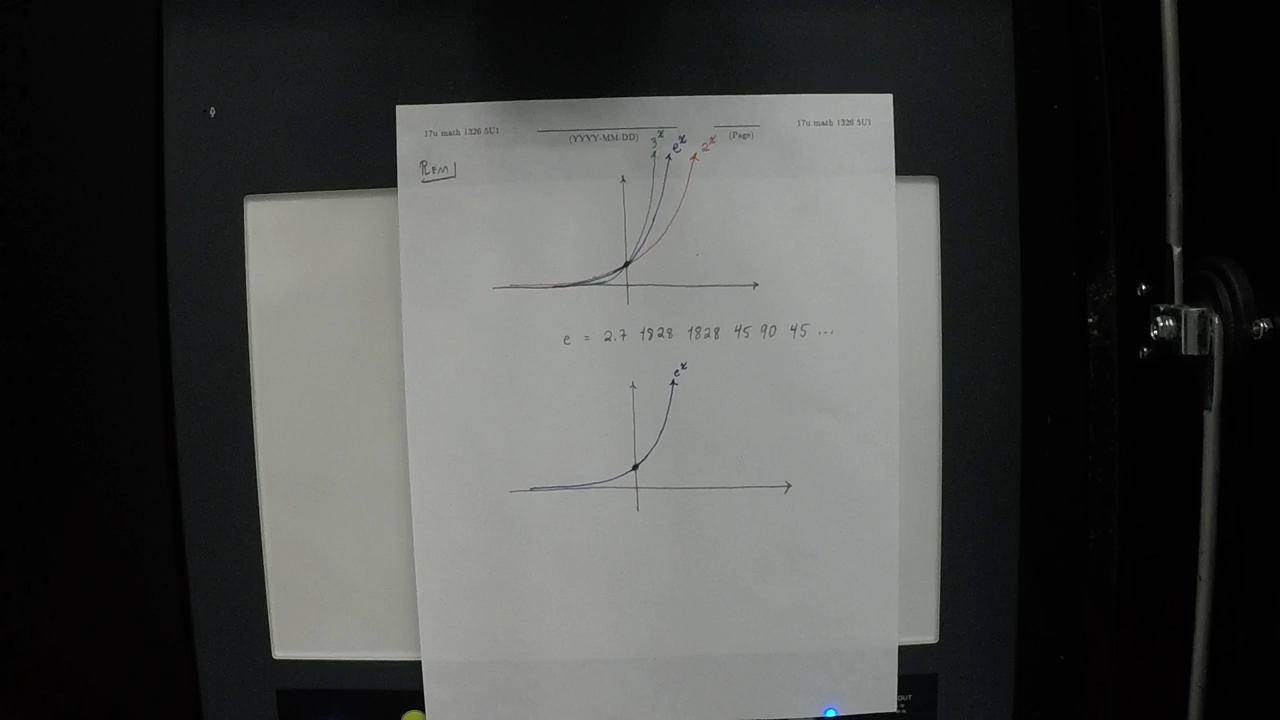 17u math 1326 5U1 (YYYY-MM-DD) (Page) 17u math 1326 5U1
REM
3^x e^x 2^x
e = 2.7 1828 1828 45 90 45 ...
e^x
OUT